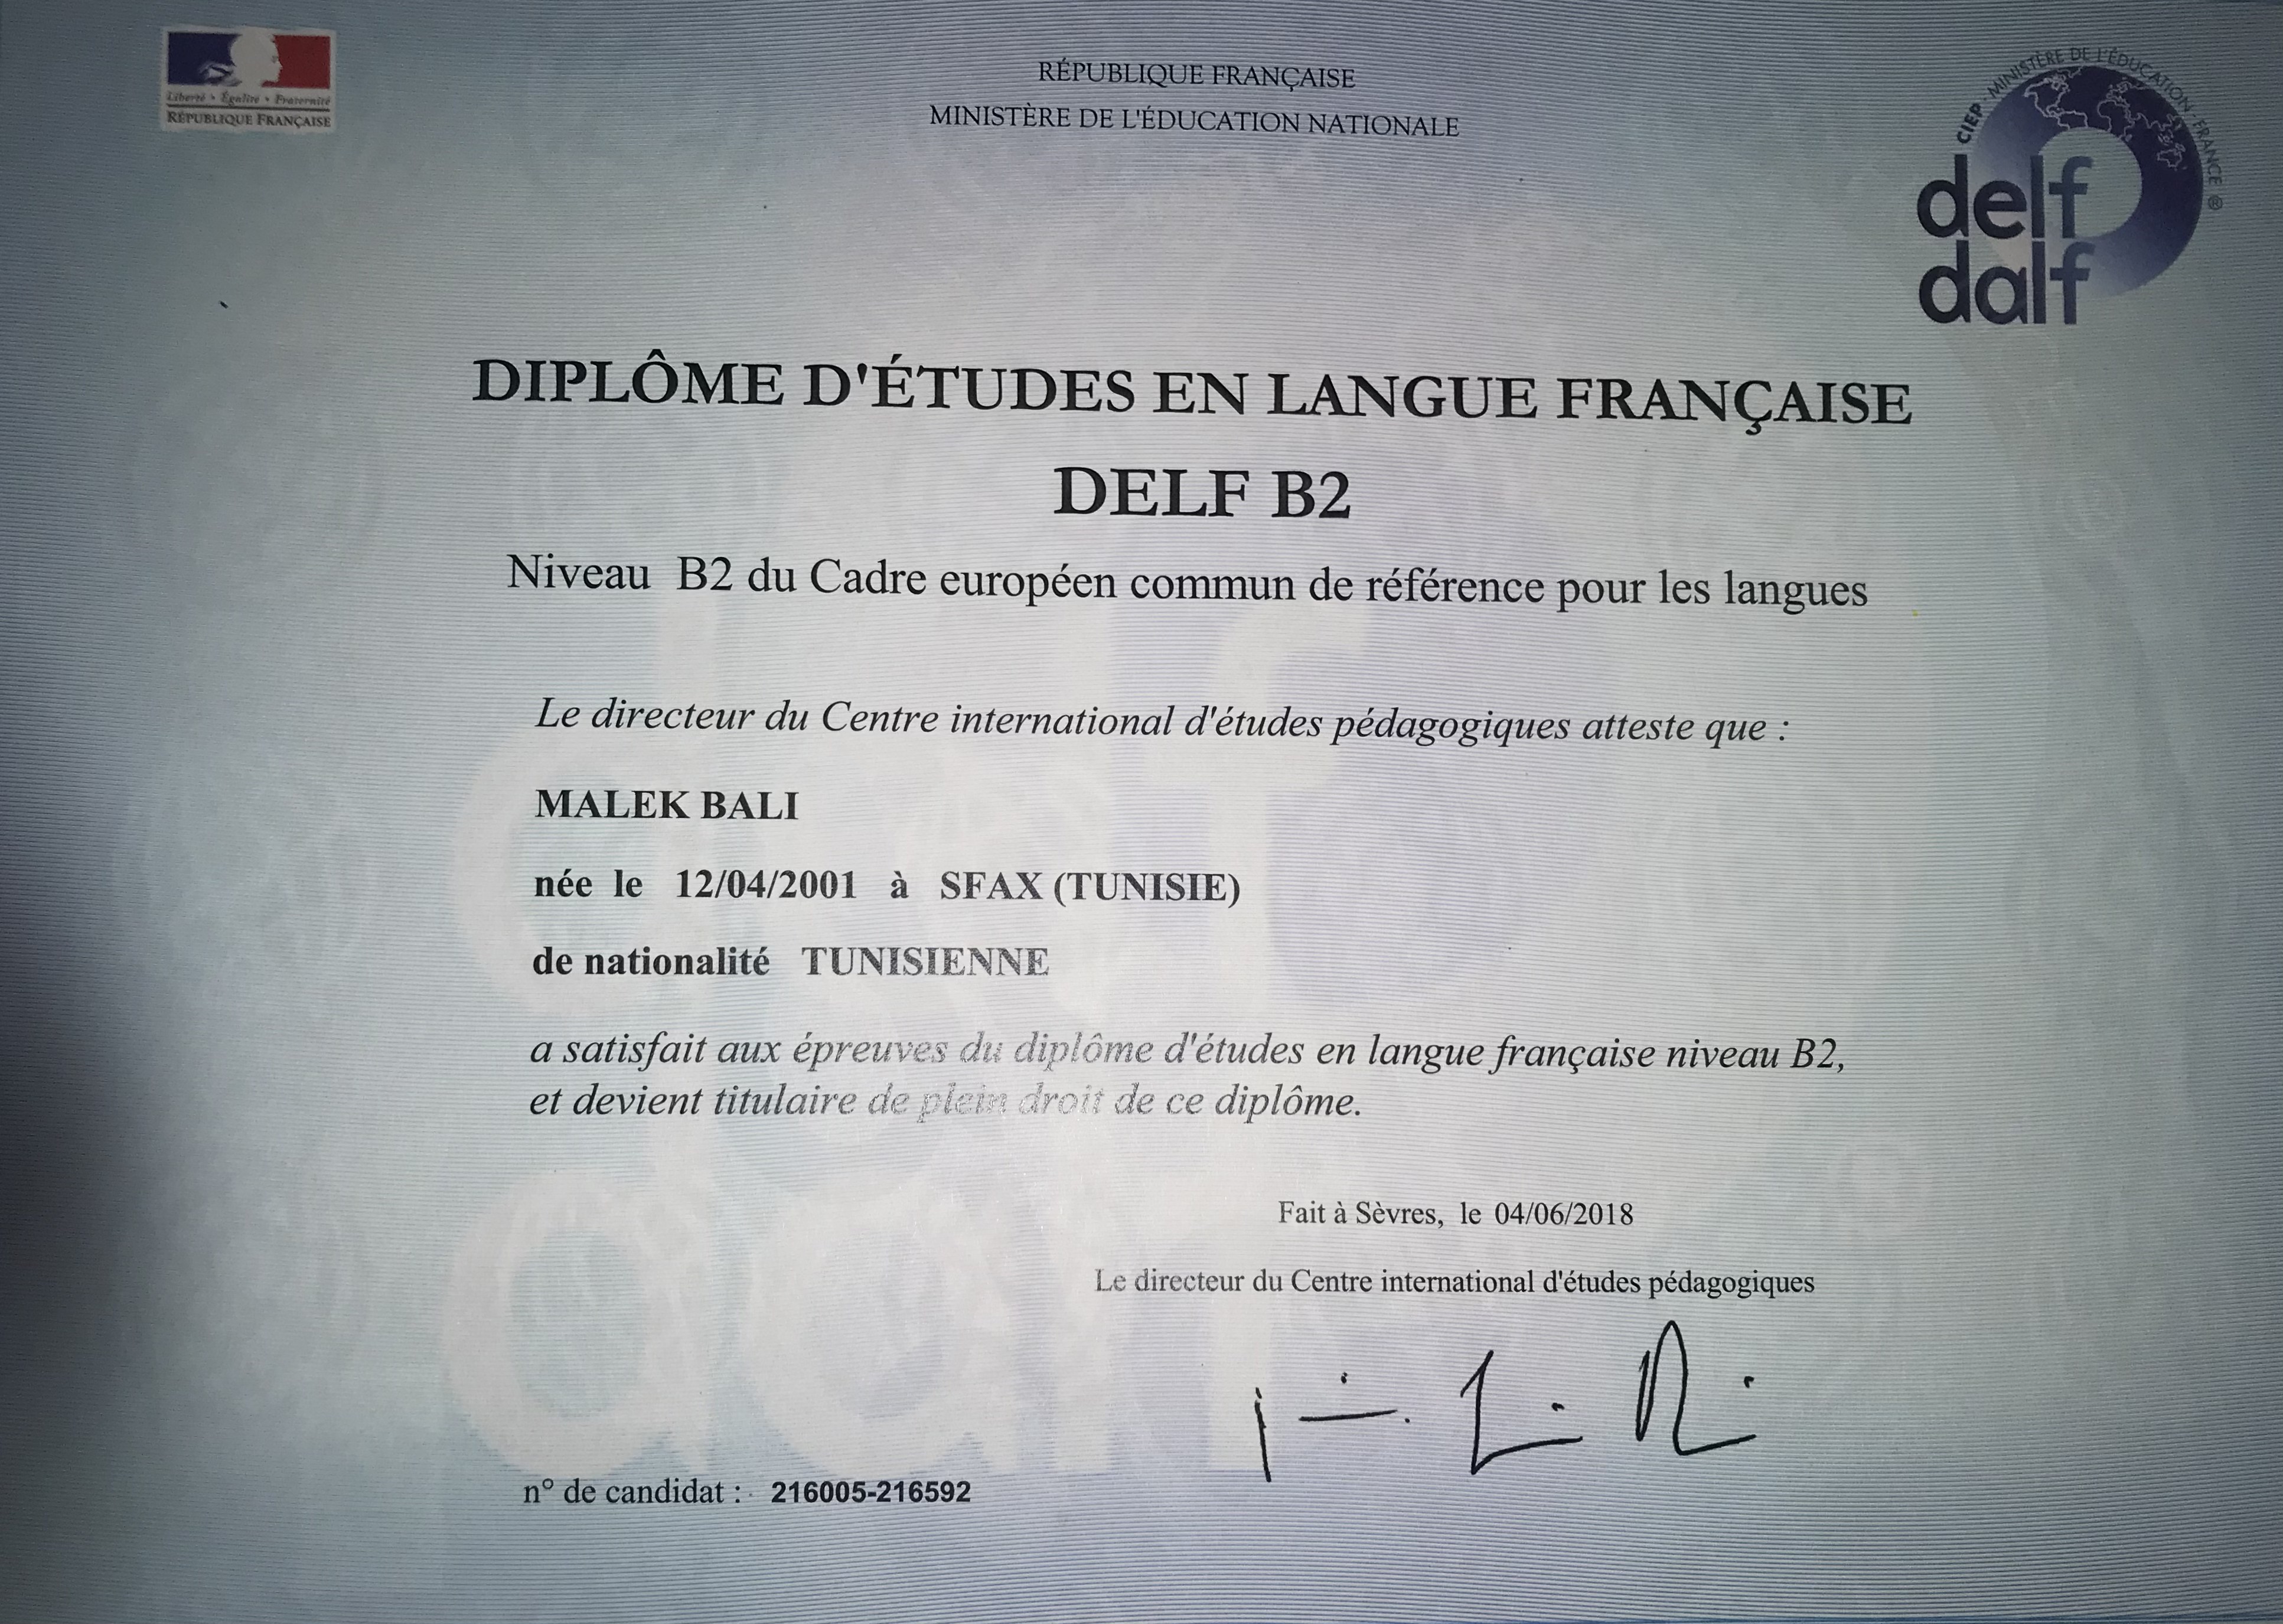 Liberté • Égalité • Fraternité
RÉPUBLIQUE FRANÇAISE
RÉPUBLIQUE FRANÇAISE
MINISTÈRE DE L'ÉDUCATION NATIONALE
CIEP - MINISTÈRE DE L'ÉDUCATION - FRANCE ®
delf
dalf
DIPLÔME D'ÉTUDES EN LANGUE FRANÇAISE
DELF B2
Niveau B2 du Cadre européen commun de référence pour les langues
Le directeur du Centre international d'études pédagogiques atteste que :
MALEK BALI
née le 12/04/2001 à SFAX (TUNISIE)
de nationalité TUNISIENNE
a satisfait aux épreuves du diplôme d'études en langue française niveau B2,
et devient titulaire de plein droit de ce diplôme.
Fait à Sèvres, le 04/06/2018
Le directeur du Centre international d'études pédagogiques
n° de candidat : 216005-216592